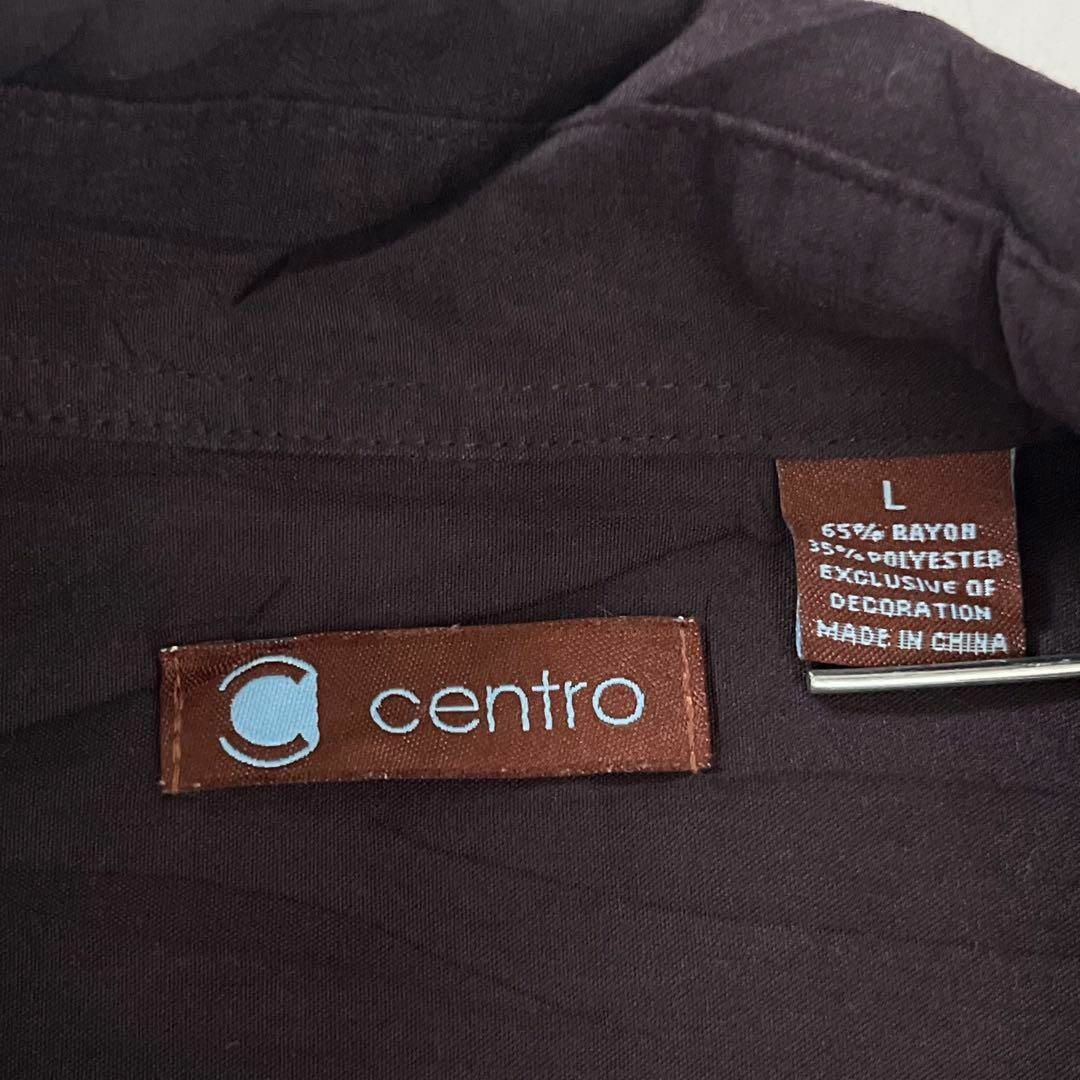 L
65% RAYON
35% POLYESTER
EXCLUSIVE OF
DECORATION
MADE IN CHINA
centro